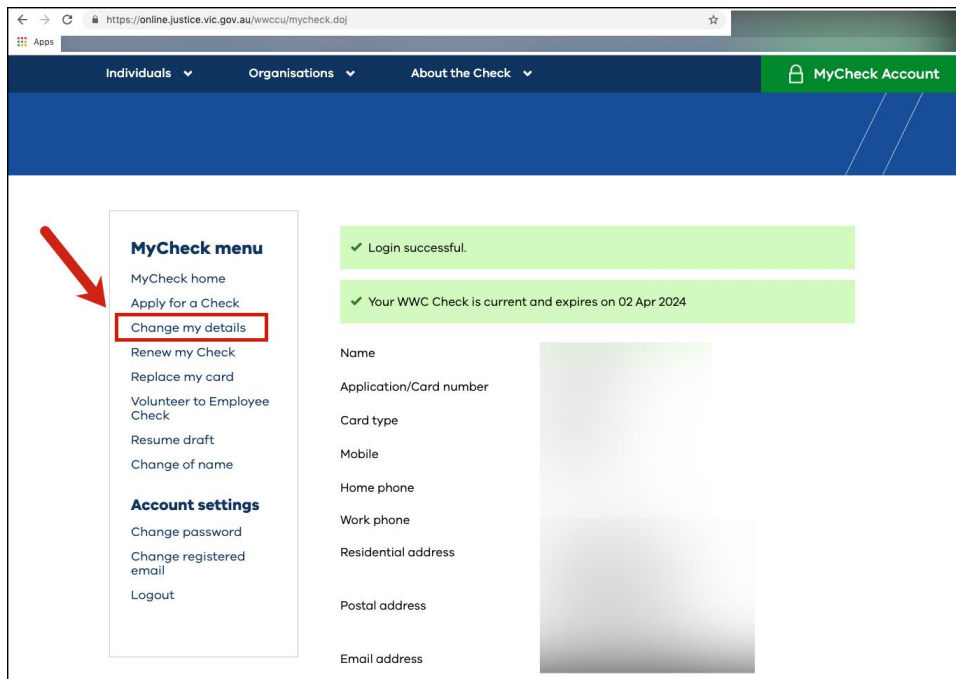 https://online.justice.vic.gov.au/wwccu/mycheck.doj
Apps
Individuals
Organisations
About the Check
MyCheck Account
MyCheck menu
MyCheck home
Apply for a Check
Change my details
Renew my Check
Replace my card
Volunteer to Employee
Check
Resume draft
Change of name
Account settings
Change password
Change registered
email
Logout
Login successful.
Your WWC Check is current and expires on 02 Apr 2024
Name
Application/Card number
Card type
Mobile
Home phone
Work phone
Residential address
Postal address
Email address